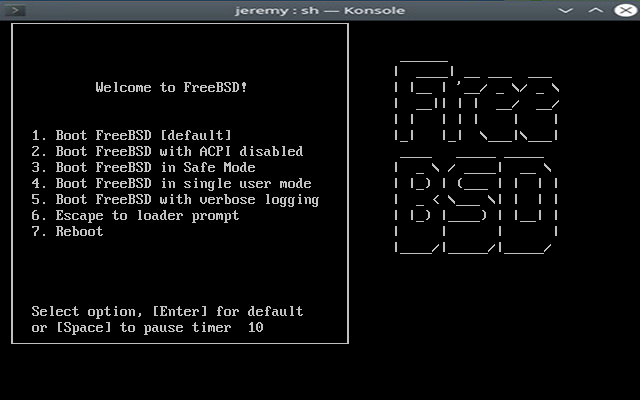 jeremy : sh — Konsole
Welcome to FreeBSD!
Free
BSD
1. Boot FreeBSD [default]
2. Boot FreeBSD with ACPI disabled
3. Boot FreeBSD in Safe Mode
4. Boot FreeBSD in single user mode
5. Boot FreeBSD with verbose logging
6. Escape to loader prompt
7. Reboot
Select option, [Enter] for default
or [Space] to pause timer  10